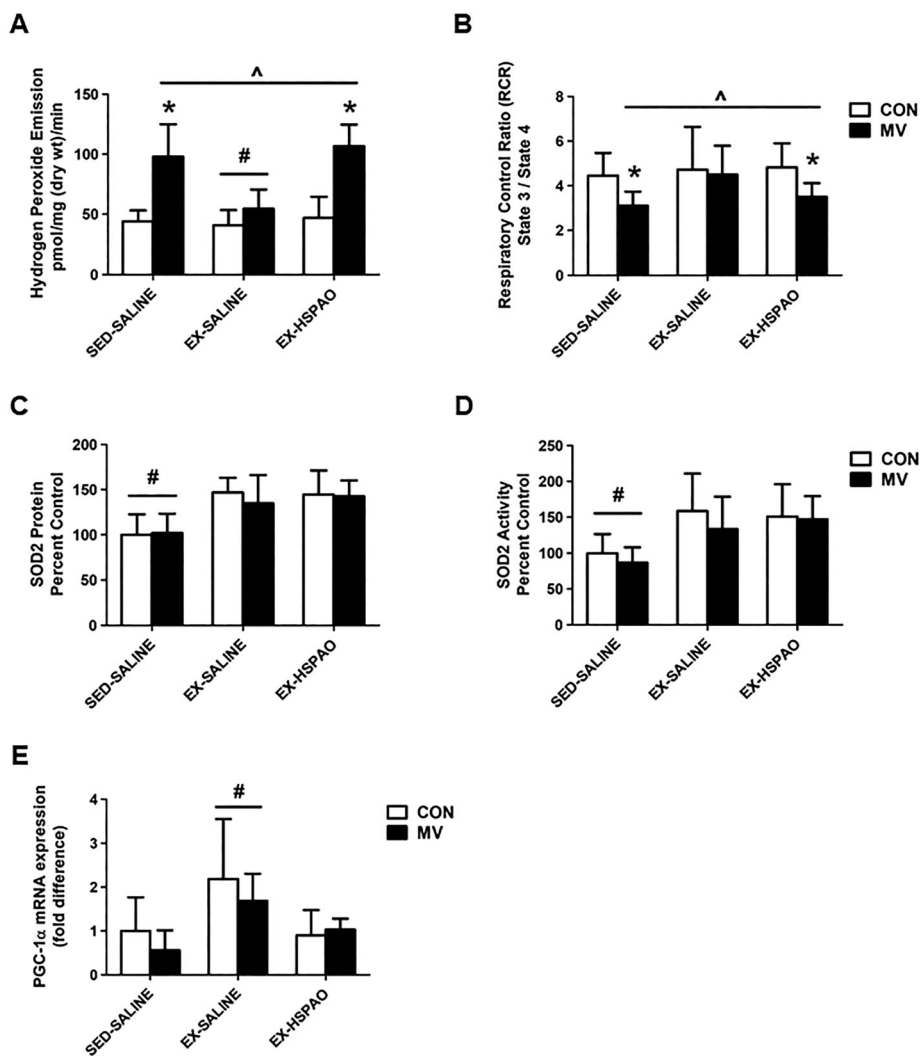 A
Hydrogen Peroxide Emission
pmol/mg (dry wt)/min
150
100
50
0
^
*
#
*
SED-SALINE
EX-SALINE
EX-HSPAO
B
Respiratory Control Ratio (RCR)
State 3 / State 4
8
6
4
2
0
^
*
*
CON
MV
SED-SALINE
EX-SALINE
EX-HSPAO
C
SOD2 Protein
Percent Control
200
150
100
50
0
#
SED-SALINE
EX-SALINE
EX-HSPAO
D
SOD2 Activity
Percent Control
250
200
150
100
50
0
#
CON
MV
SED-SALINE
EX-SALINE
EX-HSPAO
E
PGC-1α mRNA expression
(fold difference)
4
3
2
1
0
#
CON
MV
SED-SALINE
EX-SALINE
EX-HSPAO